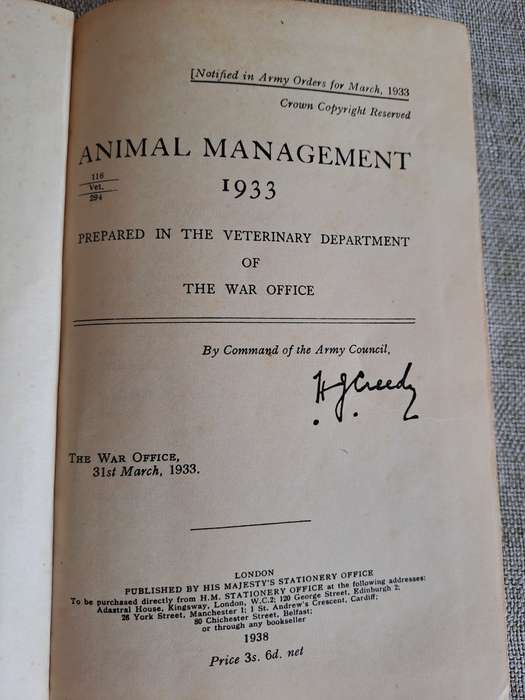 [Notified in Army Orders for March, 1933
Crown Copyright Reserved
ANIMAL MANAGEMENT
116
Vet.
294
1933
PREPARED IN THE VETERINARY DEPARTMENT
OF
THE WAR OFFICE
By Command of the Army Council,
H J Creedy
THE WAR OFFICE,
31st March, 1933.
LONDON
PUBLISHED BY HIS MAJESTY'S STATIONERY OFFICE
To be purchased directly from H.M. STATIONERY OFFICE at the following addresses:
Adastral House, Kingsway, London, W.C.2; 120 George Street, Edinburgh 2;
26 York Street, Manchester 1; 1 St. Andrew's Crescent, Cardiff;
80 Chichester Street, Belfast;
or through any bookseller
1938
Price 3s. 6d. net